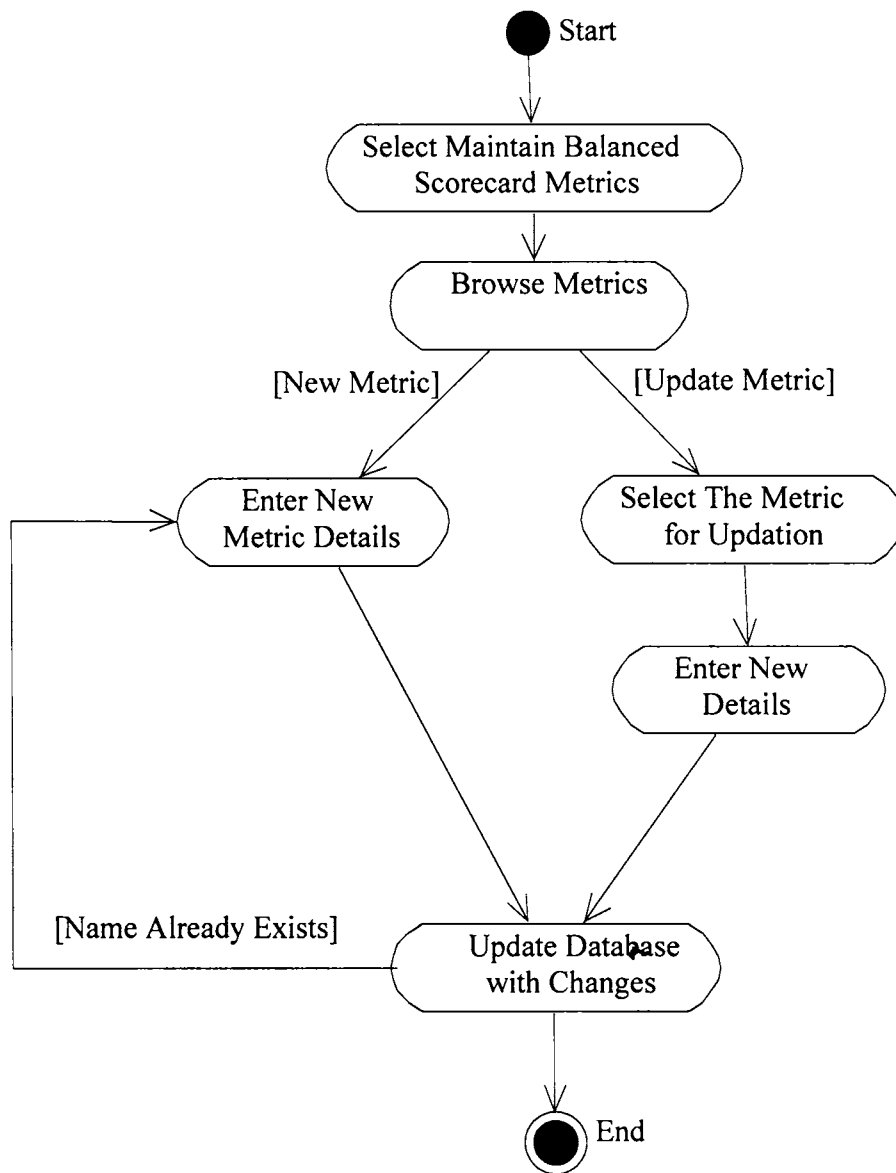 Start
Select Maintain Balanced
Scorecard Metrics
Browse Metrics
[New Metric]
[Update Metric]
Enter New
Metric Details
Select The Metric
for Updation
Enter New
Details
[Name Already Exists]
Update Database
with Changes
End